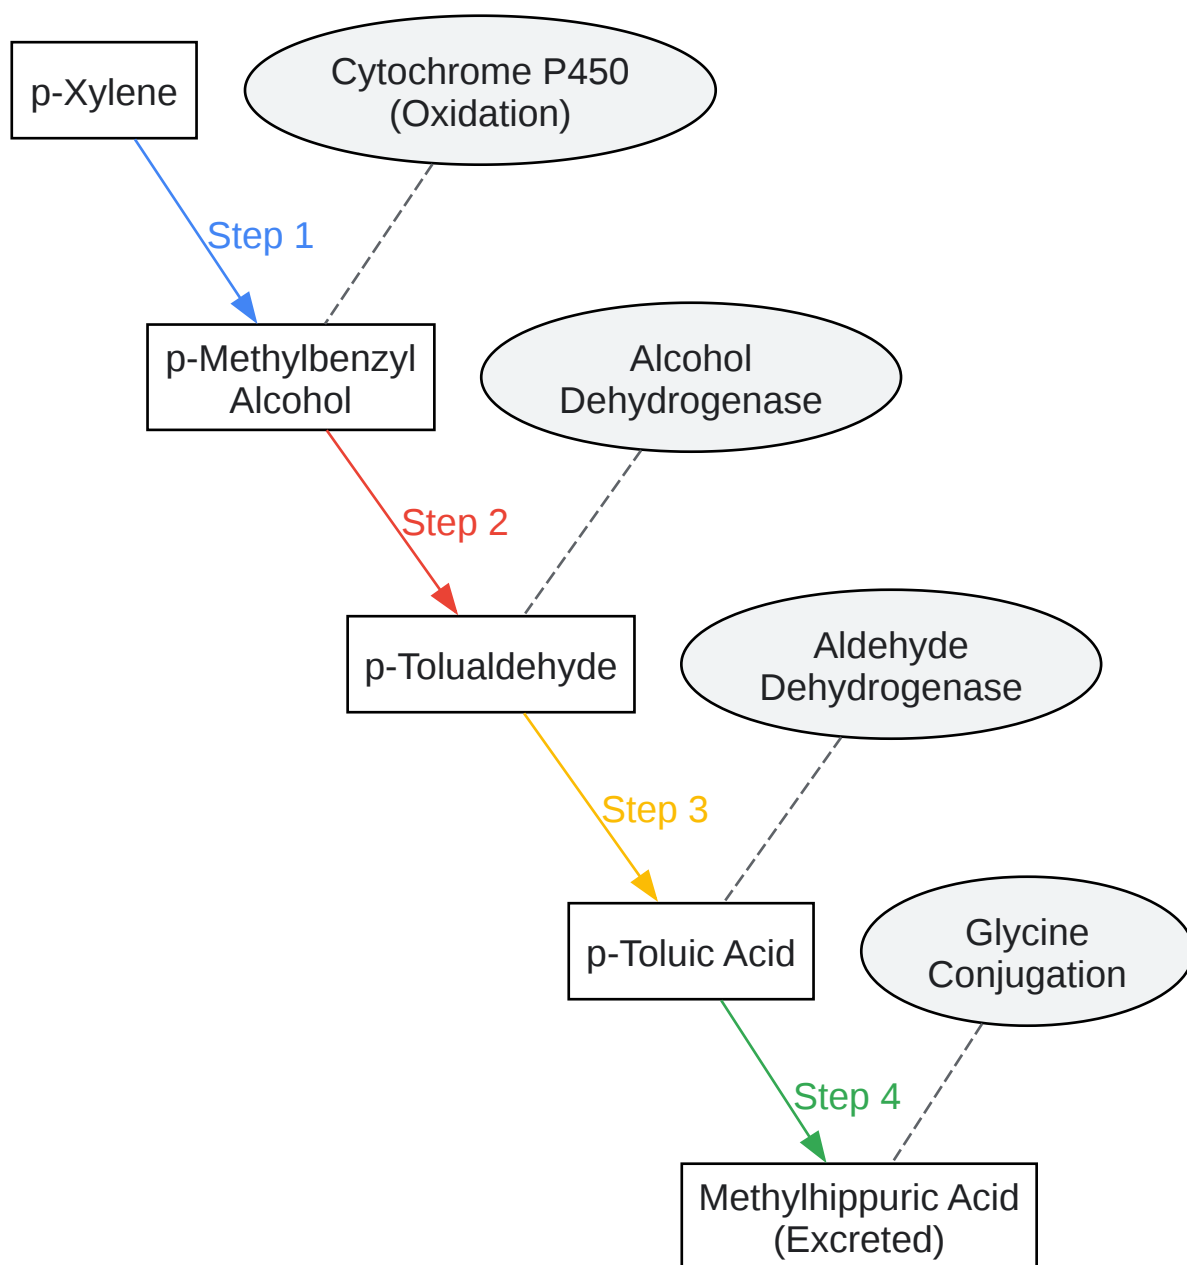 p-Xylene
Cytochrome P450
(Oxidation)
Step 1
p-Methylbenzyl
Alcohol
Alcohol
Dehydrogenase
Step 2
p-Tolualdehyde
Aldehyde
Dehydrogenase
Step 3
p-Toluic Acid
Glycine
Conjugation
Step 4
Methylhippuric Acid
(Excreted)